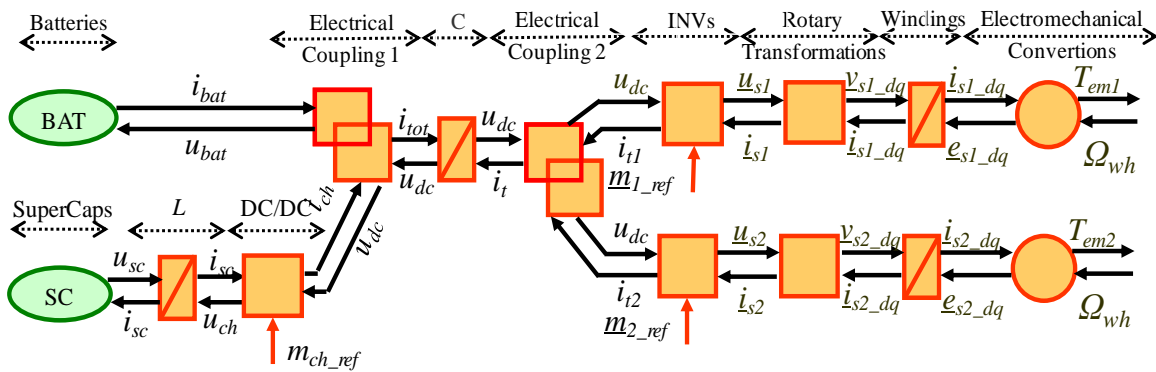 Batteries
Electrical
Coupling 1
C
Electrical
Coupling 2
INVs
Rotary
Transformations
Windings
Electromechanical
Convertions
BAT
i_bat
u_bat
i_tot
u_dc
u_dc
i_t
u_dc
i_t1
m_1_ref
u_s1
i_s1
v_s1_dq
i_s1_dq
i_s1_dq
e_s1_dq
T_em1
Ω_wh
SuperCaps
L
DC/DC
SC
u_sc
i_sc
i_sc
u_ch
m_ch_ref
i_ch
u_dc
u_dc
i_t2
m_2_ref
u_s2
i_s2
v_s2_dq
i_s2_dq
i_s2_dq
e_s2_dq
T_em2
Ω_wh